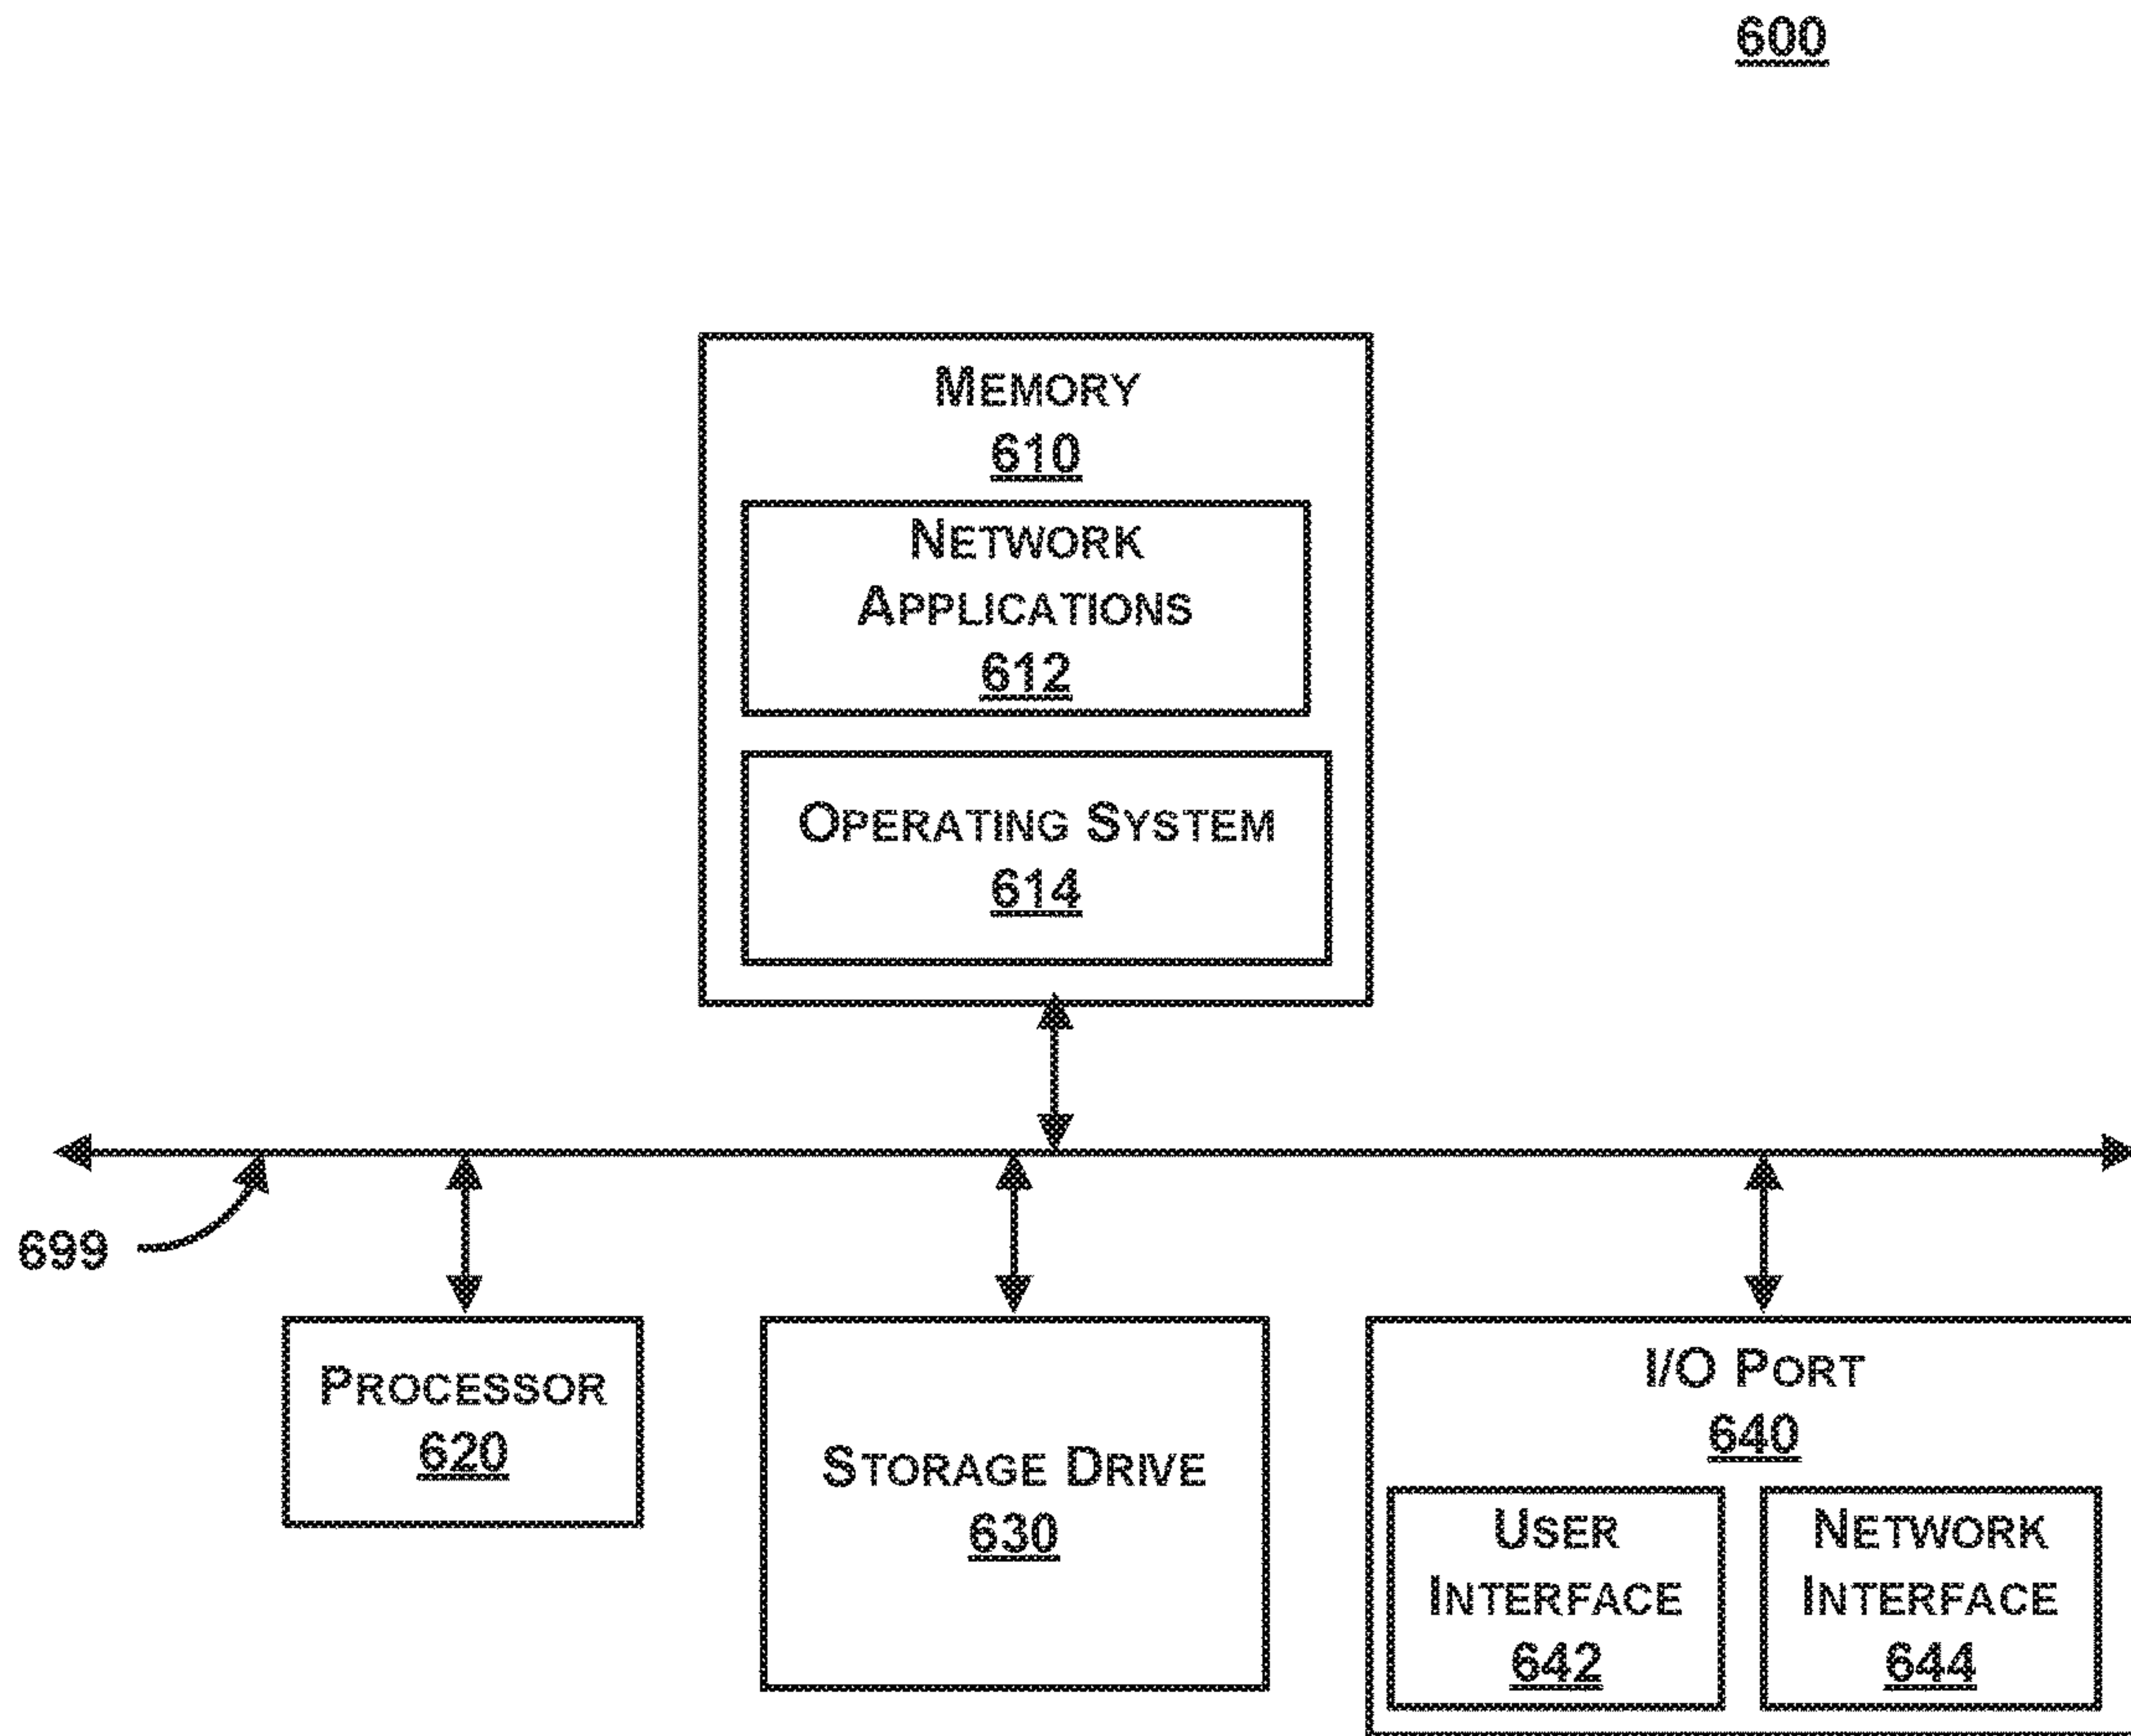 600
MEMORY
610
NETWORK
APPLICATIONS
612
OPERATING SYSTEM
614
699
PROCESSOR
620
STORAGE DRIVE
630
I/O PORT
640
USER
INTERFACE
642
NETWORK
INTERFACE
644